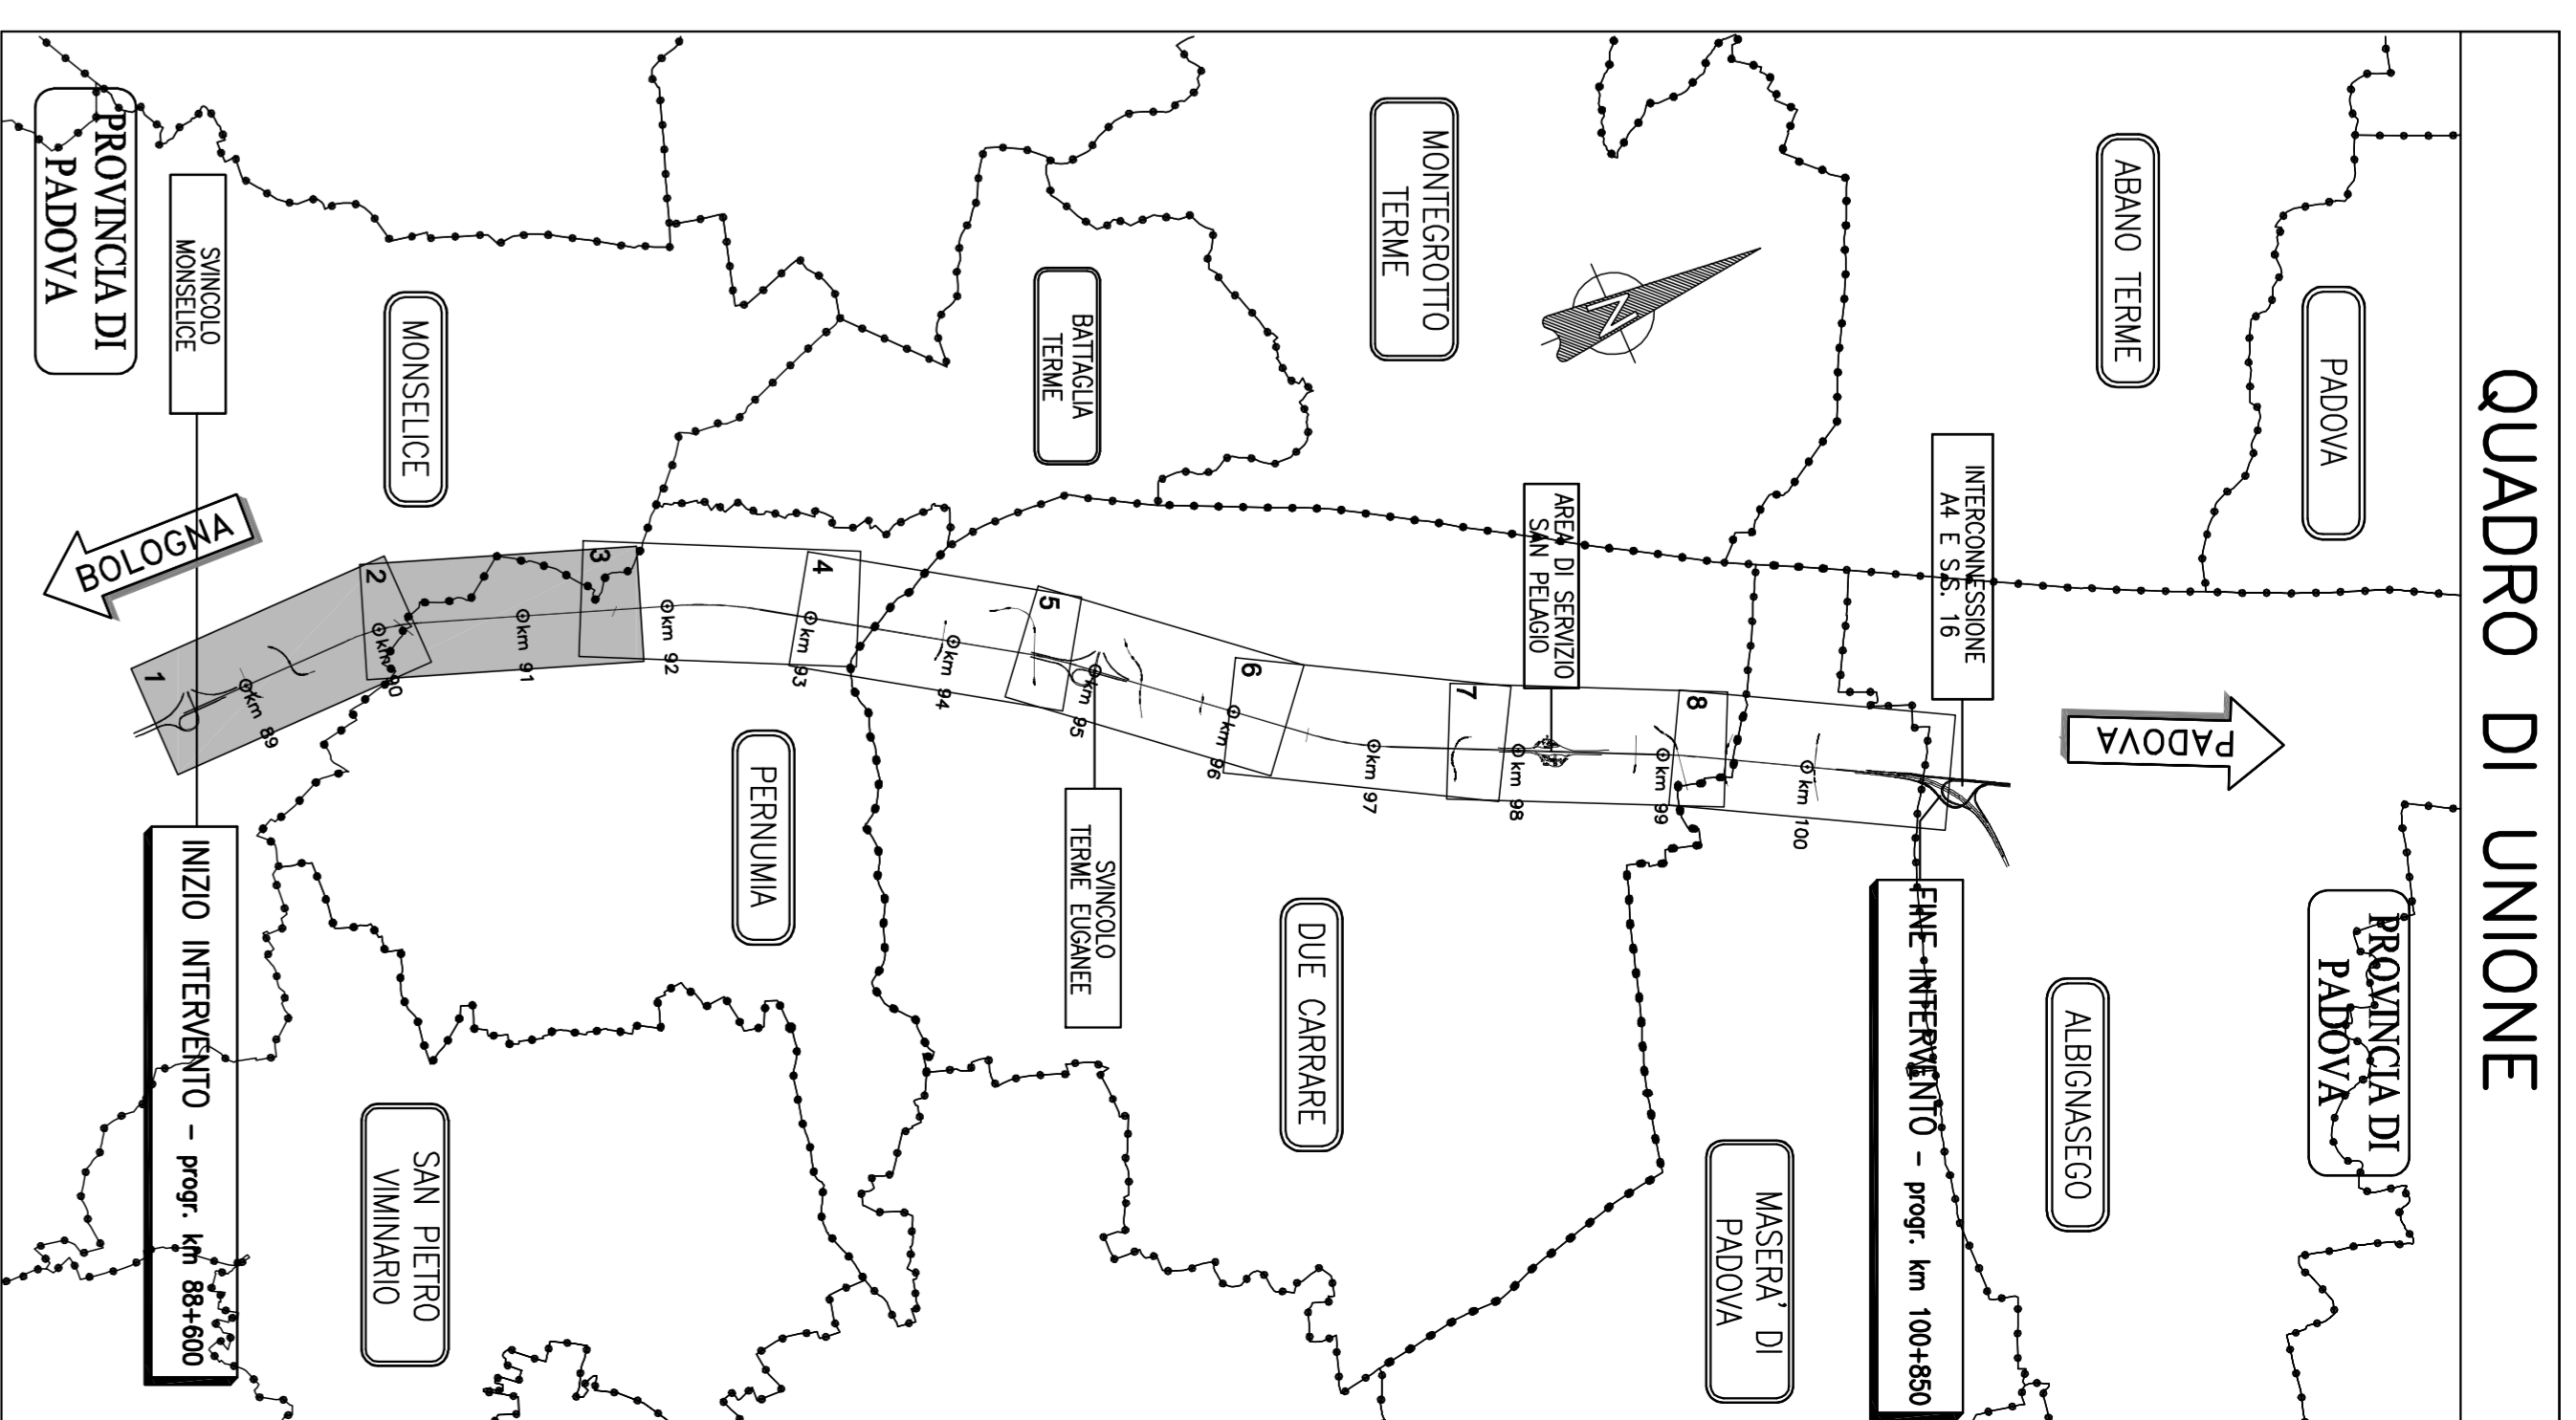 QUADRO DI UNIONE
PROVINCIA DI
PADOVA
SVINCOLO
MONSELICE
MONSELICE
BATTAGLIA
TERME
MONTEGROTTO
TERME
ABANO TERME
PADOVA
N
INTERCONNESSIONE
A4 E S.S. 16
AREA DI SERVIZIO
SAN PELAGIO
BOLOGNA
PADOVA
1
2
3
4
5
6
7
8
km 89
km 90
km 91
km 92
km 93
km 94
km 95
km 96
km 97
km 98
km 99
km 100
PERNUMIA
SVINCOLO
TERME EUGANEE
DUE CARRARE
ALBIGNASEGO
PROVINCIA DI
PADOVA
INIZIO INTERVENTO - progr. km 88+600
FINE INTERVENTO - progr. km 100+850
SAN PIETRO
VIMINARIO
MASERA' DI
PADOVA